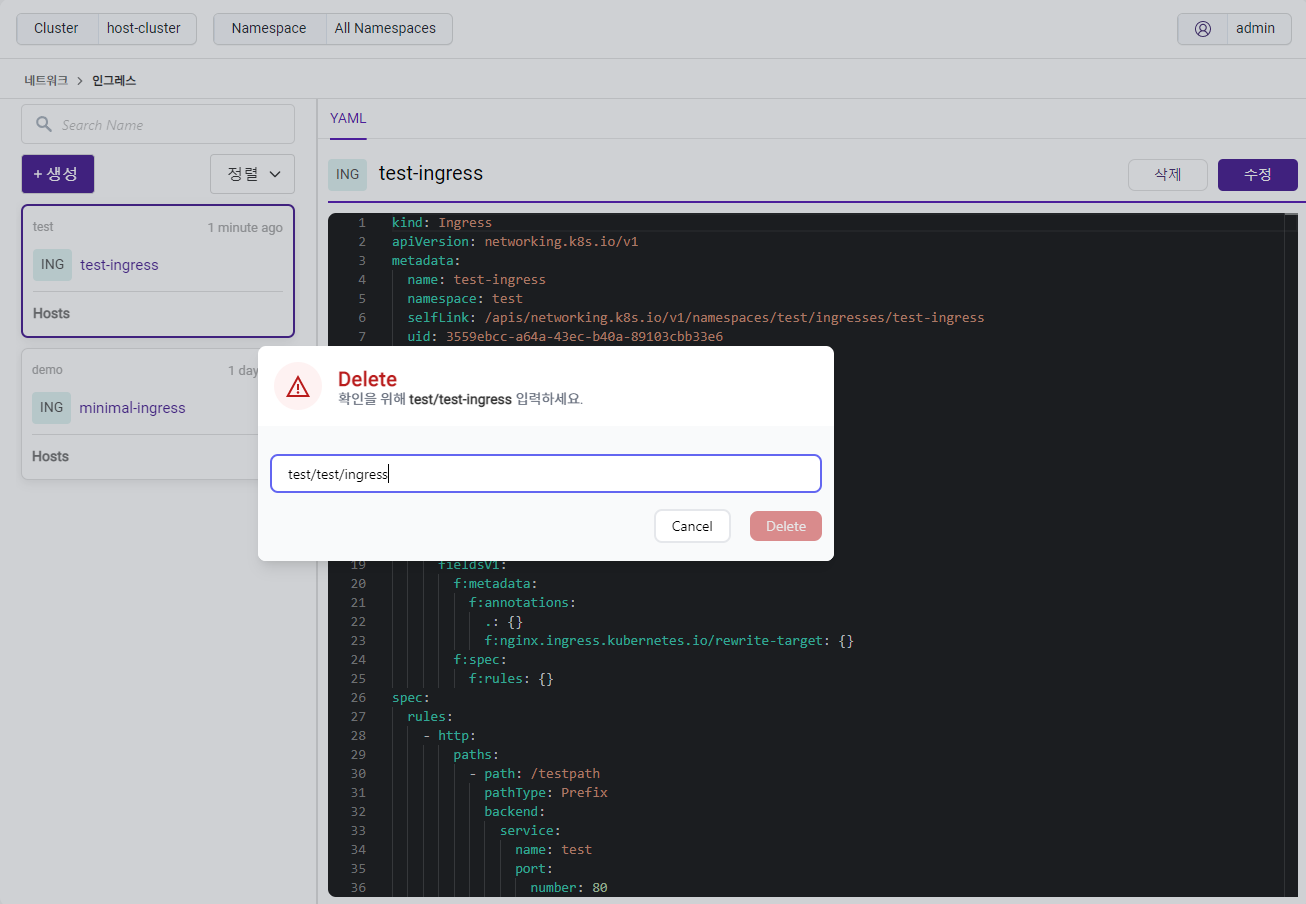 Cluster host-cluster Namespace All Namespaces admin
네트워크 > 인그레스
Search Name
+ 생성 정렬
test 1 minute ago
ING test-ingress
Hosts
demo 1 day
ING minimal-ingress
Hosts
YAML
ING test-ingress 삭제 수정
1 kind: Ingress
2 apiVersion: networking.k8s.io/v1
3 metadata:
4 name: test-ingress
5 namespace: test
6 selfLink: /apis/networking.k8s.io/v1/namespaces/test/ingresses/test-ingress
7 uid: 3559ebcc-a64a-43ec-b40a-89103cbb33e6
Delete
확인을 위해 test/test-ingress 입력하세요.
test/test/ingress
Cancel Delete
19 fieldsV1:
20 f:metadata:
21 f:annotations:
22 .: {}
23 f:nginx.ingress.kubernetes.io/rewrite-target: {}
24 f:spec:
25 f:rules: {}
26 spec:
27 rules:
28 - http:
29 paths:
30 - path: /testpath
31 pathType: Prefix
32 backend:
33 service:
34 name: test
35 port:
36 number: 80